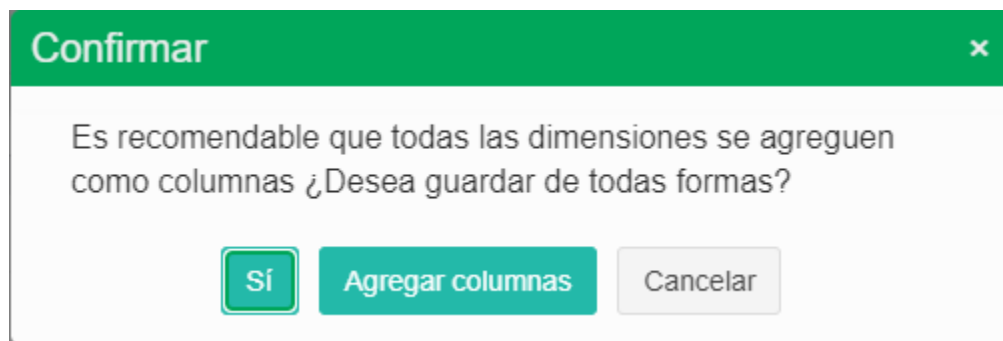 Confirmar ×
Es recomendable que todas las dimensiones se agreguen
como columnas ¿Desea guardar de todas formas?
Sí Agregar columnas Cancelar